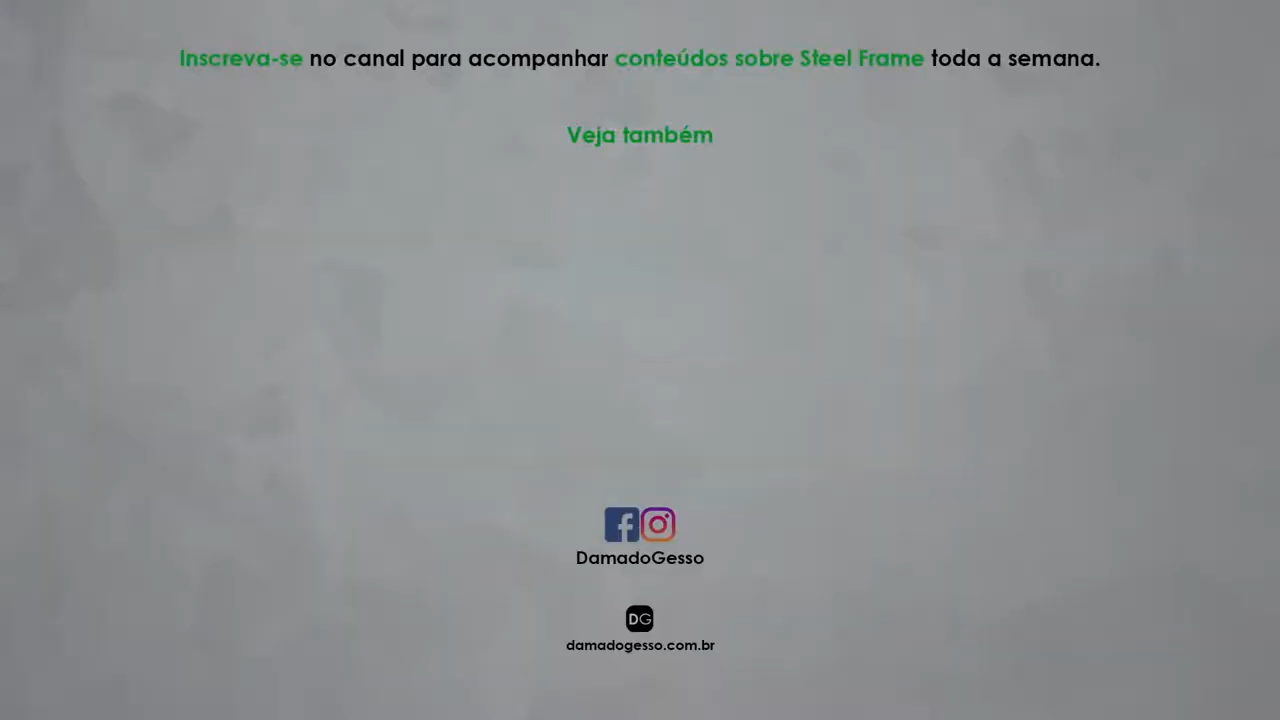 Inscreva-se no canal para acompanhar conteúdos sobre Steel Frame toda a semana.
Veja também
DamadoGesso
DG
damadogesso.com.br